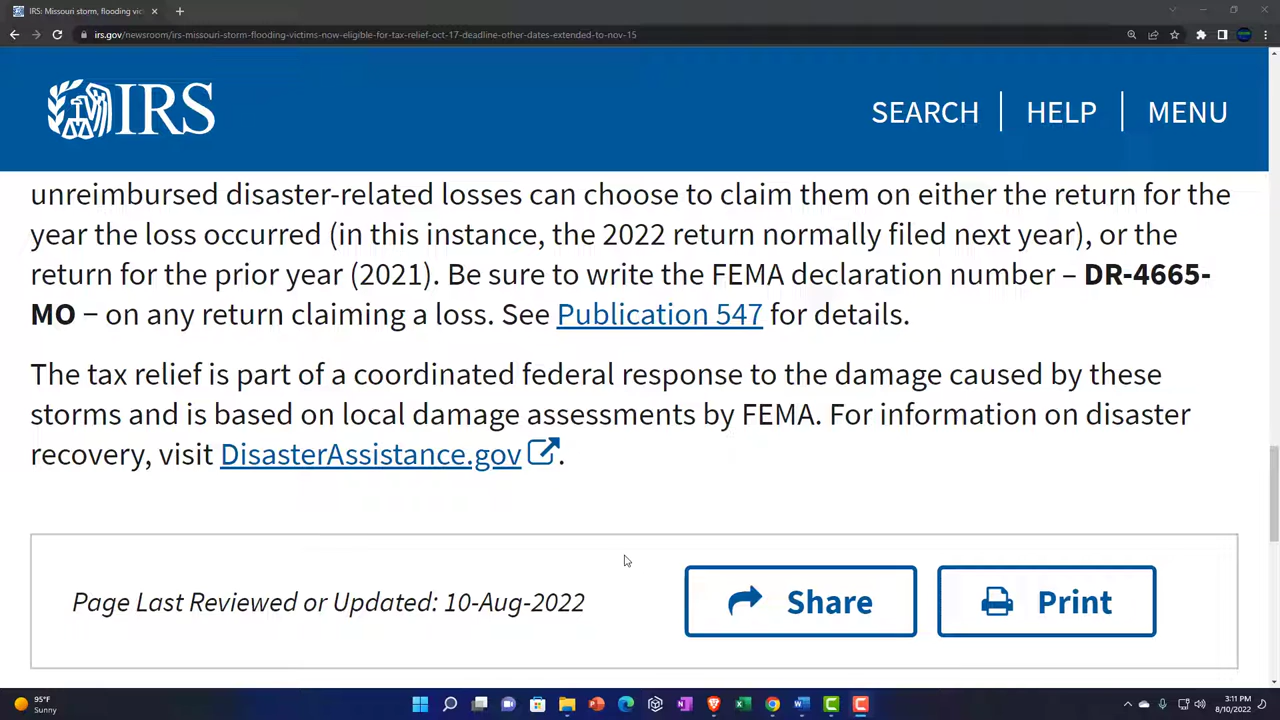 IRS: Missouri storm, flooding vic
irs.gov/newsroom/irs-missouri-storm-flooding-victims-now-eligible-for-tax-relief-oct-17-deadline-other-dates-extended-to-nov-15
IRS
SEARCH
HELP
MENU
unreimbursed disaster-related losses can choose to claim them on either the return for the
year the loss occurred (in this instance, the 2022 return normally filed next year), or the
return for the prior year (2021). Be sure to write the FEMA declaration number – DR-4665-
MO − on any return claiming a loss. See Publication 547 for details.
The tax relief is part of a coordinated federal response to the damage caused by these
storms and is based on local damage assessments by FEMA. For information on disaster
recovery, visit DisasterAssistance.gov.
Page Last Reviewed or Updated: 10-Aug-2022
Share
Print
95°F
Sunny
3:11 PM
8/10/2022